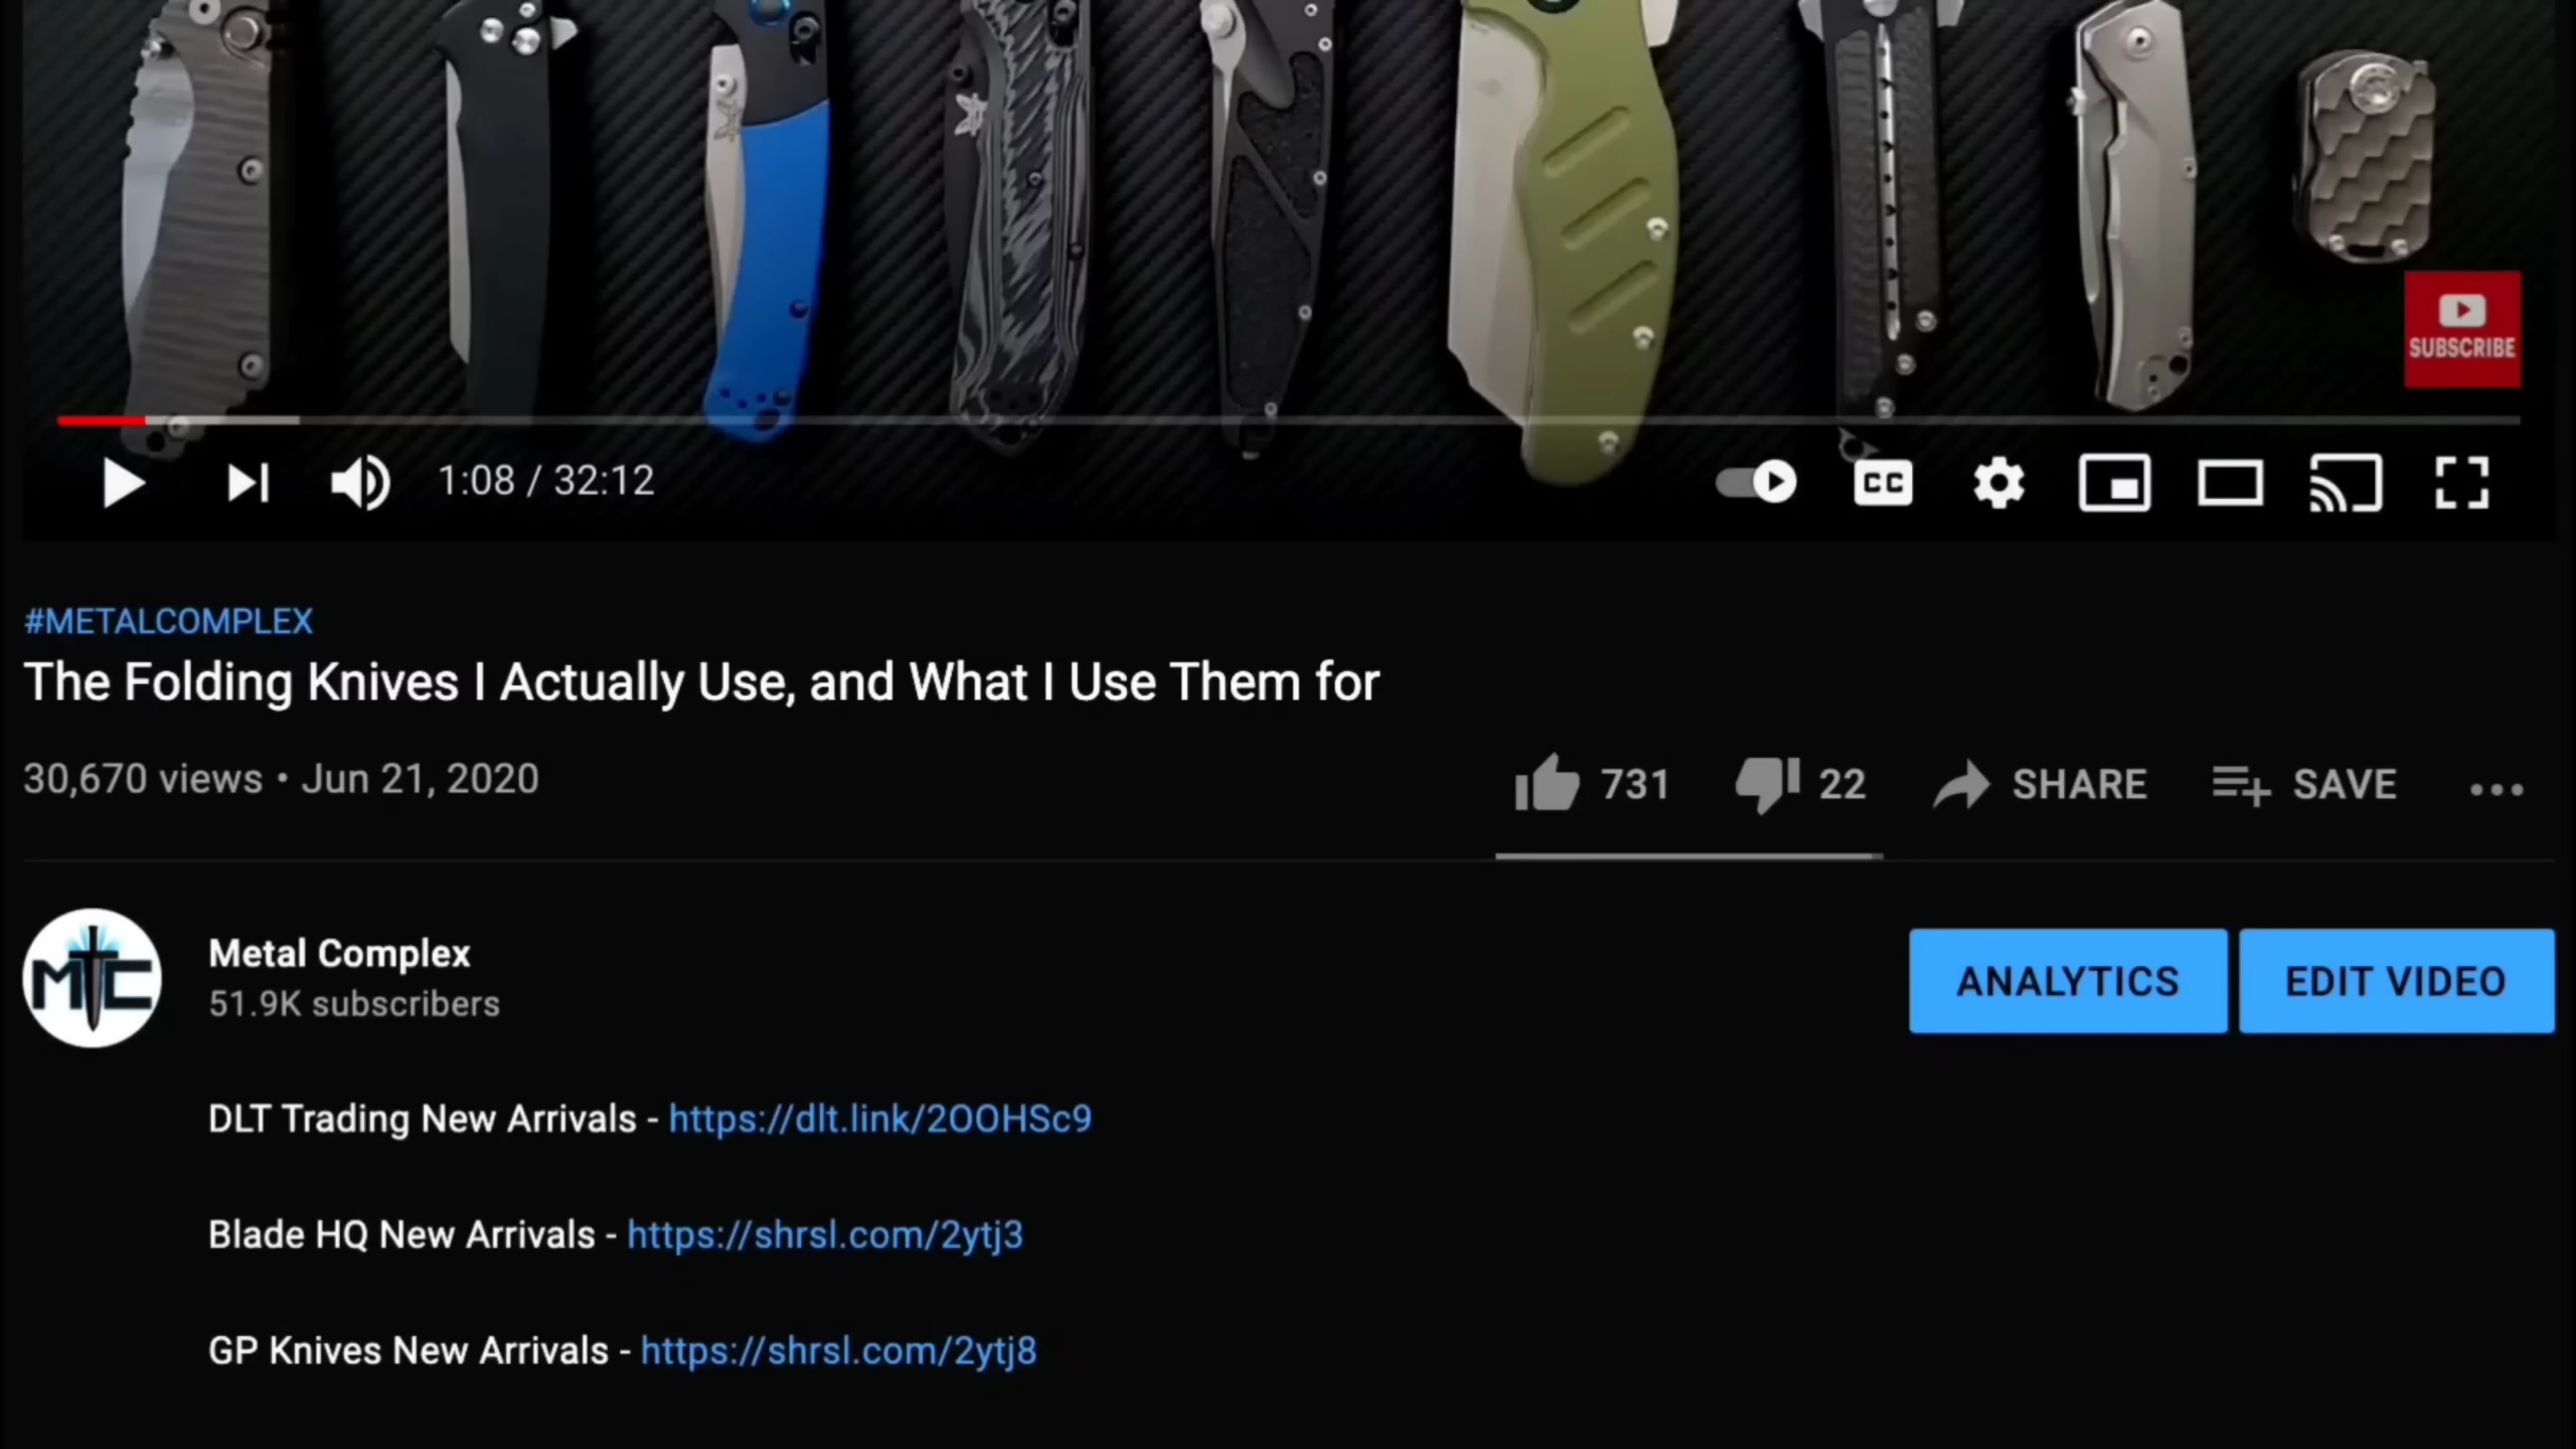 SUBSCRIBE
1:08 / 32:12
CC
#METALCOMPLEX
The Folding Knives I Actually Use, and What I Use Them for
30,670 views • Jun 21, 2020
731
22
SHARE
SAVE
MTC
Metal Complex
51.9K subscribers
ANALYTICS
EDIT VIDEO
DLT Trading New Arrivals - https://dlt.link/2OOHSc9
Blade HQ New Arrivals - https://shrsl.com/2ytj3
GP Knives New Arrivals - https://shrsl.com/2ytj8